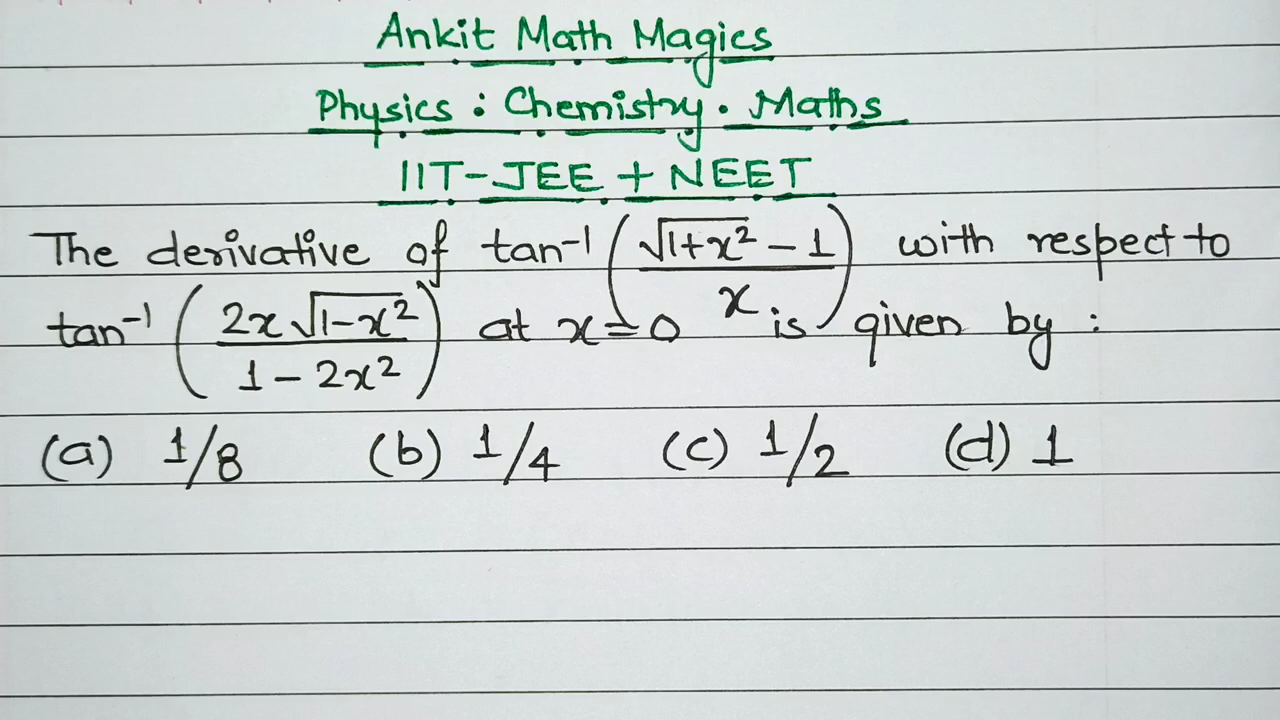 Ankit Math Magics
Physics : Chemistry . Maths
IIT-JEE + NEET
The derivative of tan⁻¹ ( (√(1+x²) − 1) / x ) with respect to
tan⁻¹ ( (2x√(1−x²)) / (1 − 2x²) ) at x = 0 is given by :
(a) 1/8 (b) 1/4 (c) 1/2 (d) 1